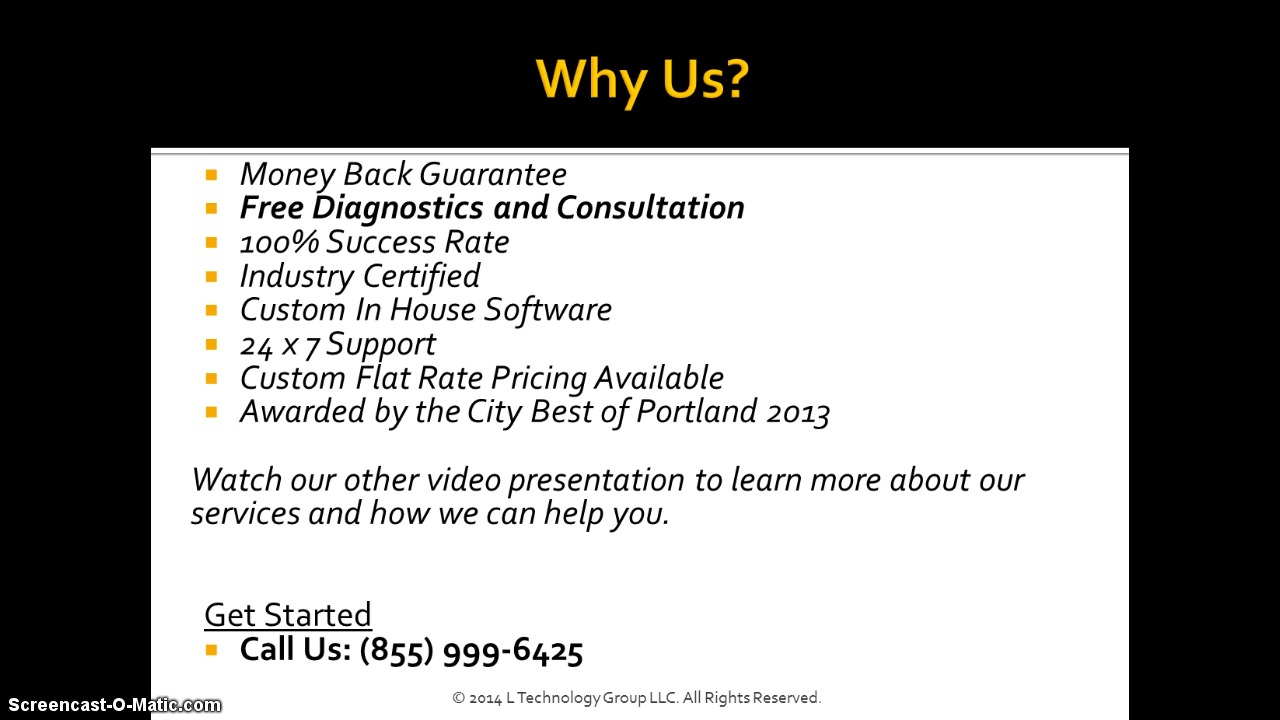 Why Us?
Money Back Guarantee
Free Diagnostics and Consultation
100% Success Rate
Industry Certified
Custom In House Software
24 x 7 Support
Custom Flat Rate Pricing Available
Awarded by the City Best of Portland 2013
Watch our other video presentation to learn more about our
services and how we can help you.
Get Started
Call Us: (855) 999-6425
© 2014 L Technology Group LLC. All Rights Reserved.
Screencast-O-Matic.com